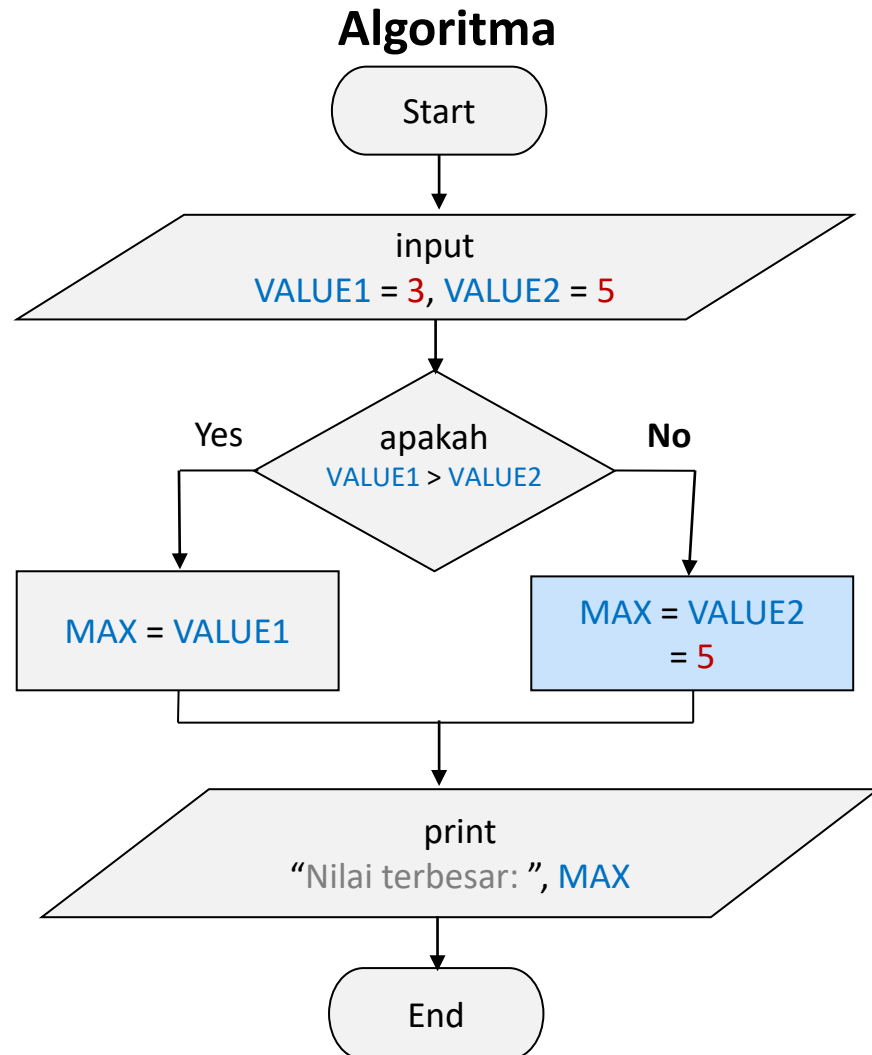 Algoritma
Start
input
VALUE1 = 3, VALUE2 = 5
Yes
apakah
VALUE1 > VALUE2
No
MAX = VALUE1
MAX = VALUE2
= 5
print
“Nilai terbesar: ”, MAX
End